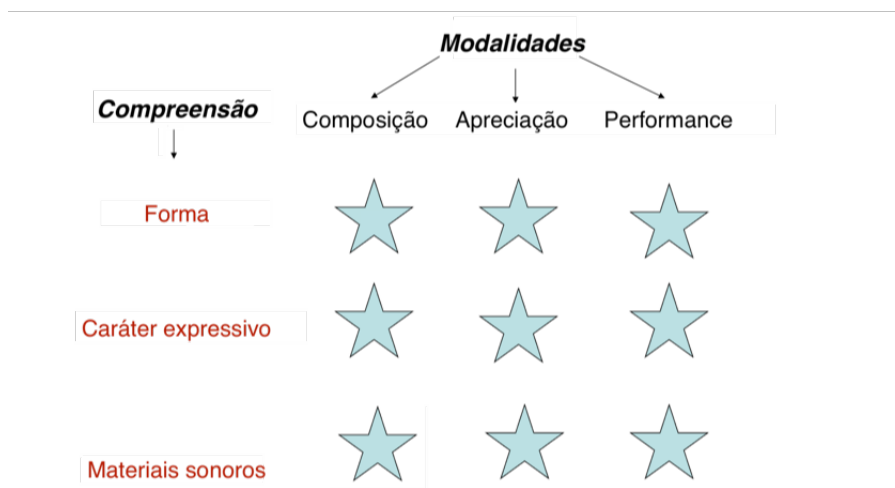 Modalidades
Compreensão
Composição Apreciação Performance
Forma
Caráter expressivo
Materiais sonoros